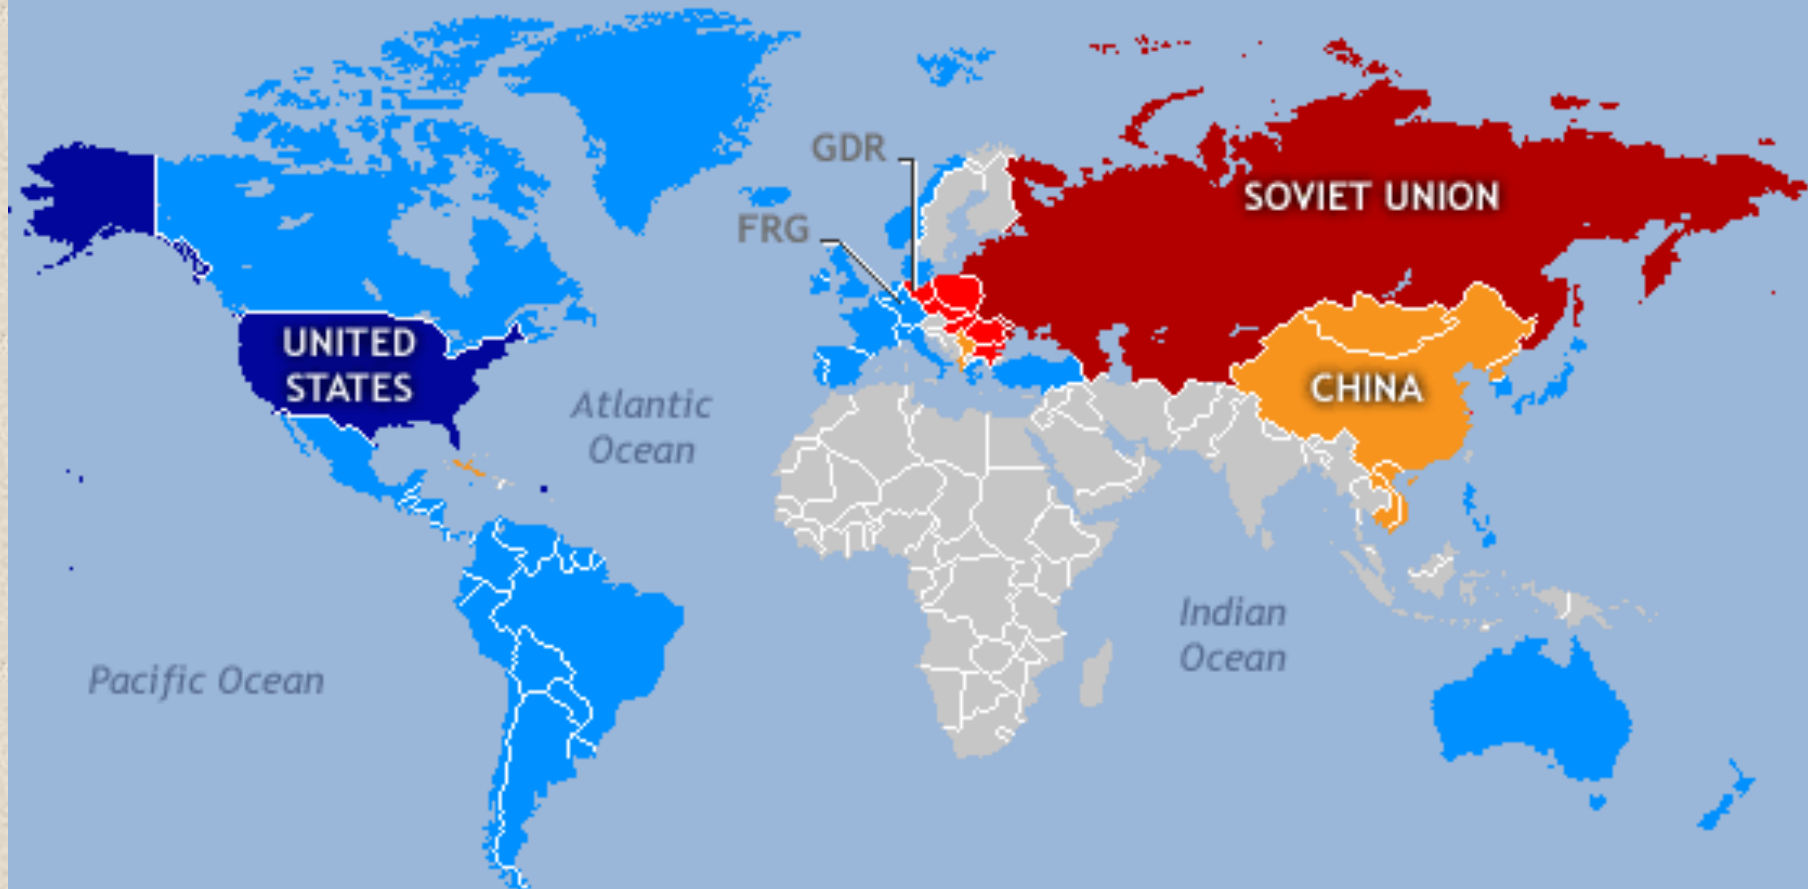 GDR
SOVIET UNION
FRG
UNITED
STATES
CHINA
Atlantic
Ocean
Indian
Ocean
Pacific Ocean